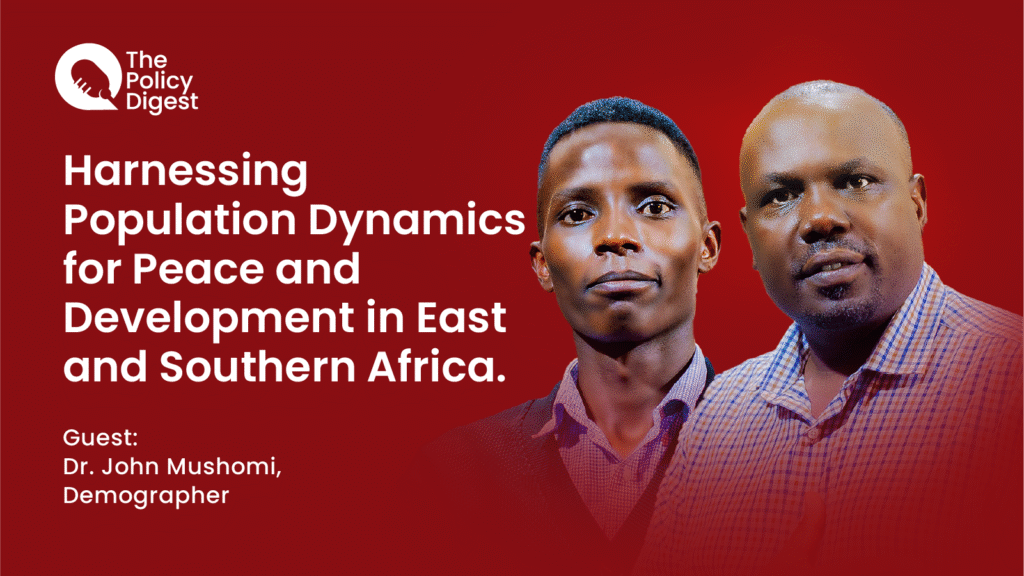 The
Policy
Digest
Harnessing
Population Dynamics
for Peace and
Development in East
and Southern Africa.
Guest:
Dr. John Mushomi,
Demographer